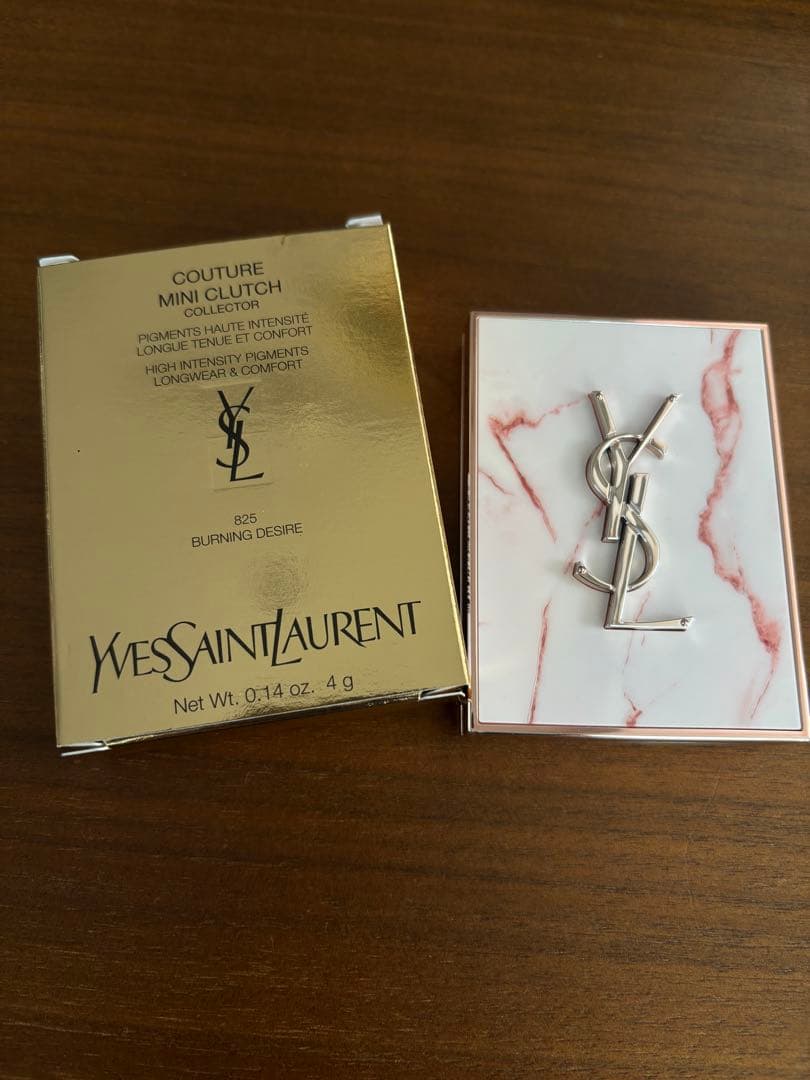 COUTURE
MINI CLUTCH
COLLECTOR
PIGMENTS HAUTE INTENSITÉ
LONGUE TENUE ET CONFORT
HIGH INTENSITY PIGMENTS
LONGWEAR & COMFORT
YSL
825
BURNING DESIRE
YVESSAINTLAURENT
Net Wt. 0.14 oz. 4 g
YSL